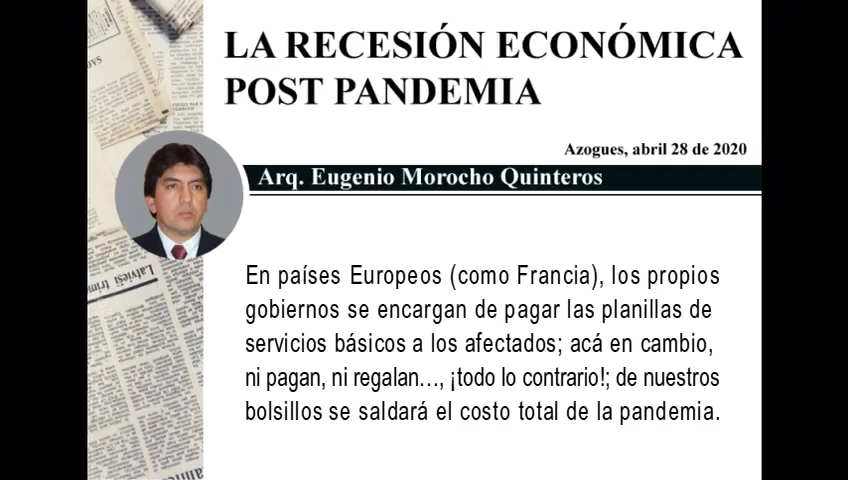 LA RECESIÓN ECONÓMICA
POST PANDEMIA
Azogues, abril 28 de 2020
Arq. Eugenio Morocho Quinteros
En países Europeos (como Francia), los propios
gobiernos se encargan de pagar las planillas de
servicios básicos a los afectados; acá en cambio,
ni pagan, ni regalan…, ¡todo lo contrario!; de nuestros
bolsillos se saldará el costo total de la pandemia.
Latvieši